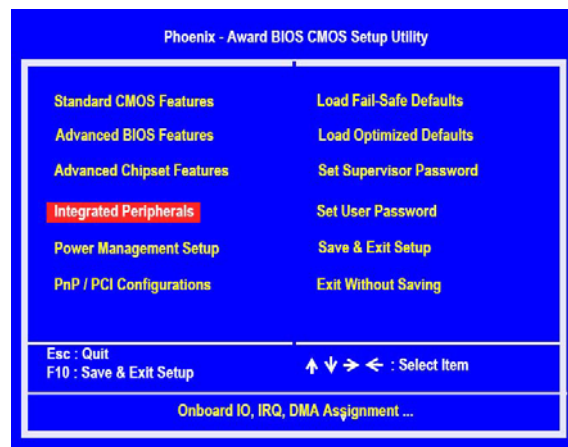 Phoenix - Award BIOS CMOS Setup Utility
Standard CMOS Features
Advanced BIOS Features
Advanced Chipset Features
Integrated Peripherals
Power Management Setup
PnP / PCI Configurations
Load Fail-Safe Defaults
Load Optimized Defaults
Set Supervisor Password
Set User Password
Save & Exit Setup
Exit Without Saving
Esc : Quit
F10 : Save & Exit Setup
↑ ↓ → ← : Select Item
Onboard IO, IRQ, DMA Assignment ...